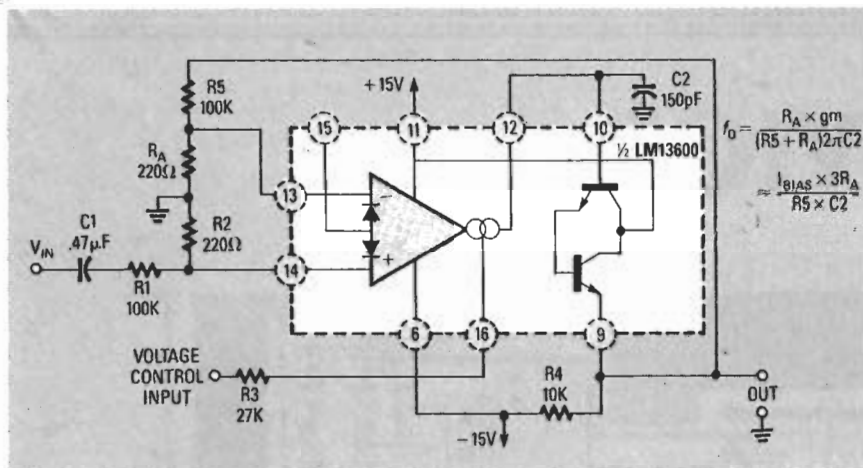 R5
100K
RA
220Ω
R2
220Ω
C1
.47μF
VIN
R1
100K
+15V
C2
150pF
15
11
12
10
½ LM13600
13
−
14
+
6
16
9
VOLTAGE
CONTROL
INPUT
R3
27K
R4
10K
−15V
OUT
fo = RA × gm / (R5 + RA)2πC2
≈ IBIAS × 3RA / R5 × C2